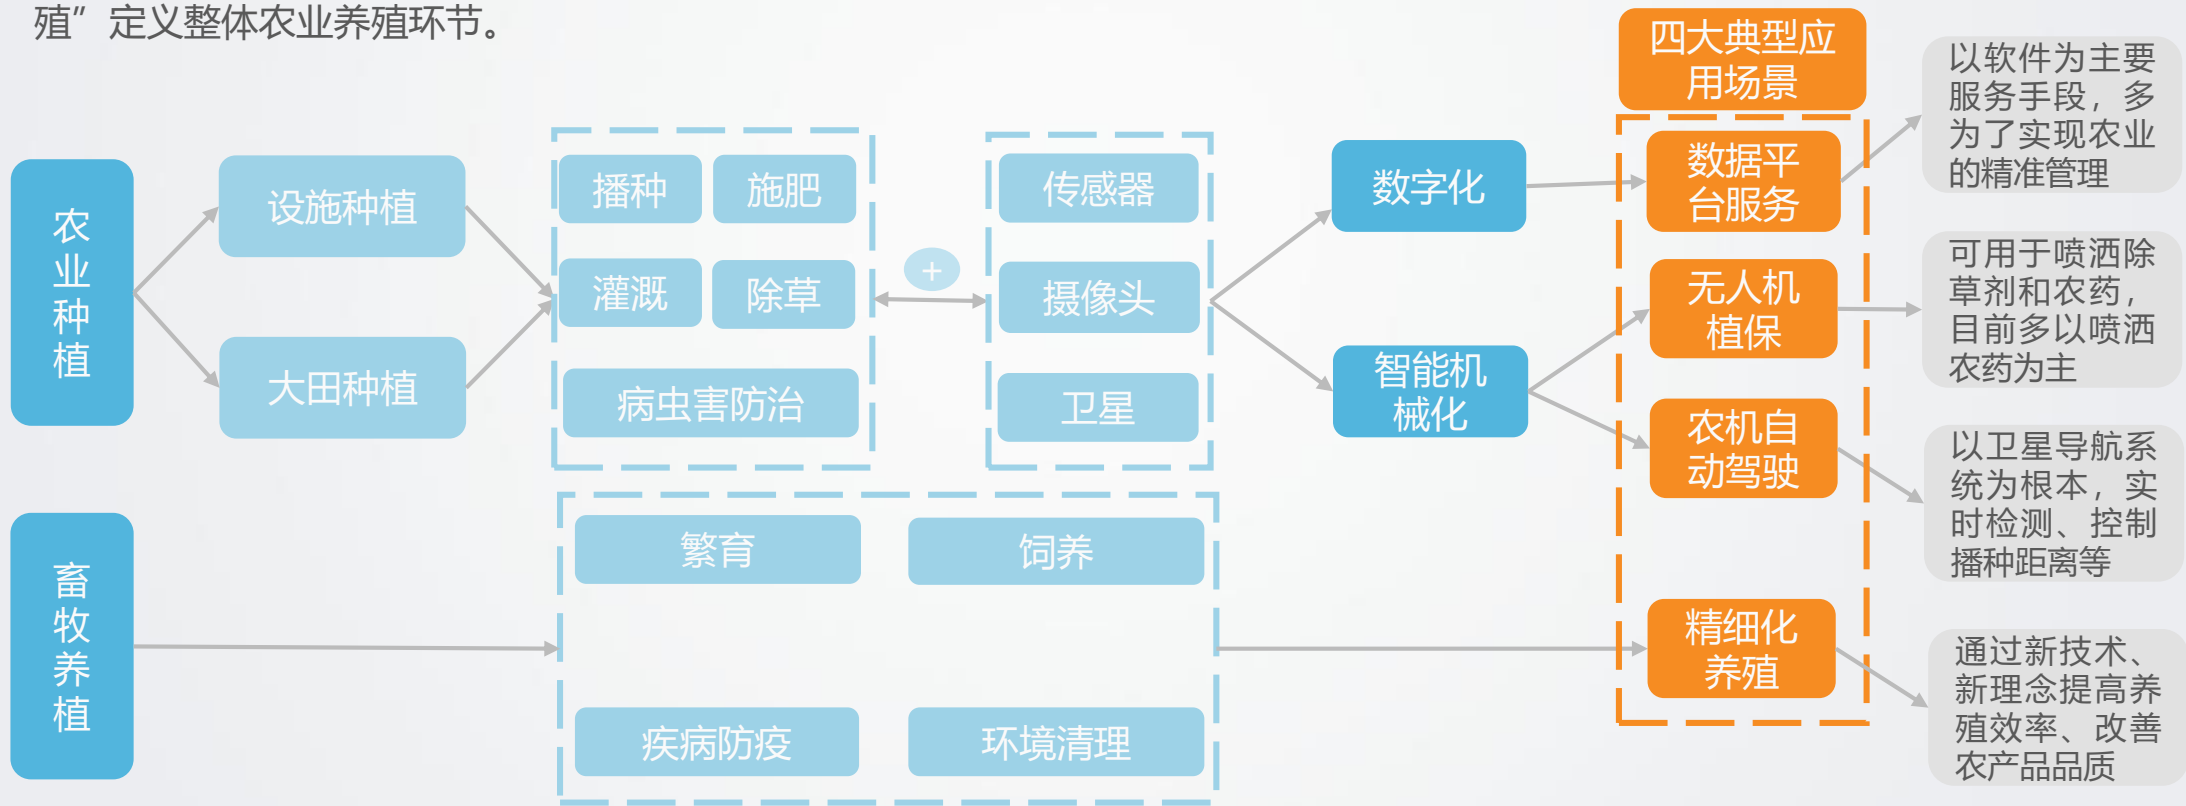 殖”定义整体农业养殖环节。
四大典型应
用场景
以软件为主要
服务手段，多
为了实现农业
的精准管理
农
业
种
植
设施种植
大田种植
播种
施肥
灌溉
除草
病虫害防治
+
传感器
摄像头
卫星
数字化
智能机
械化
数据平
台服务
无人机
植保
农机自
动驾驶
可用于喷洒除
草剂和农药，
目前多以喷洒
农药为主
以卫星导航系
统为根本，实
时检测、控制
播种距离等
畜
牧
养
植
繁育
饲养
疾病防疫
环境清理
精细化
养殖
通过新技术、
新理念提高养
殖效率、改善
农产品品质